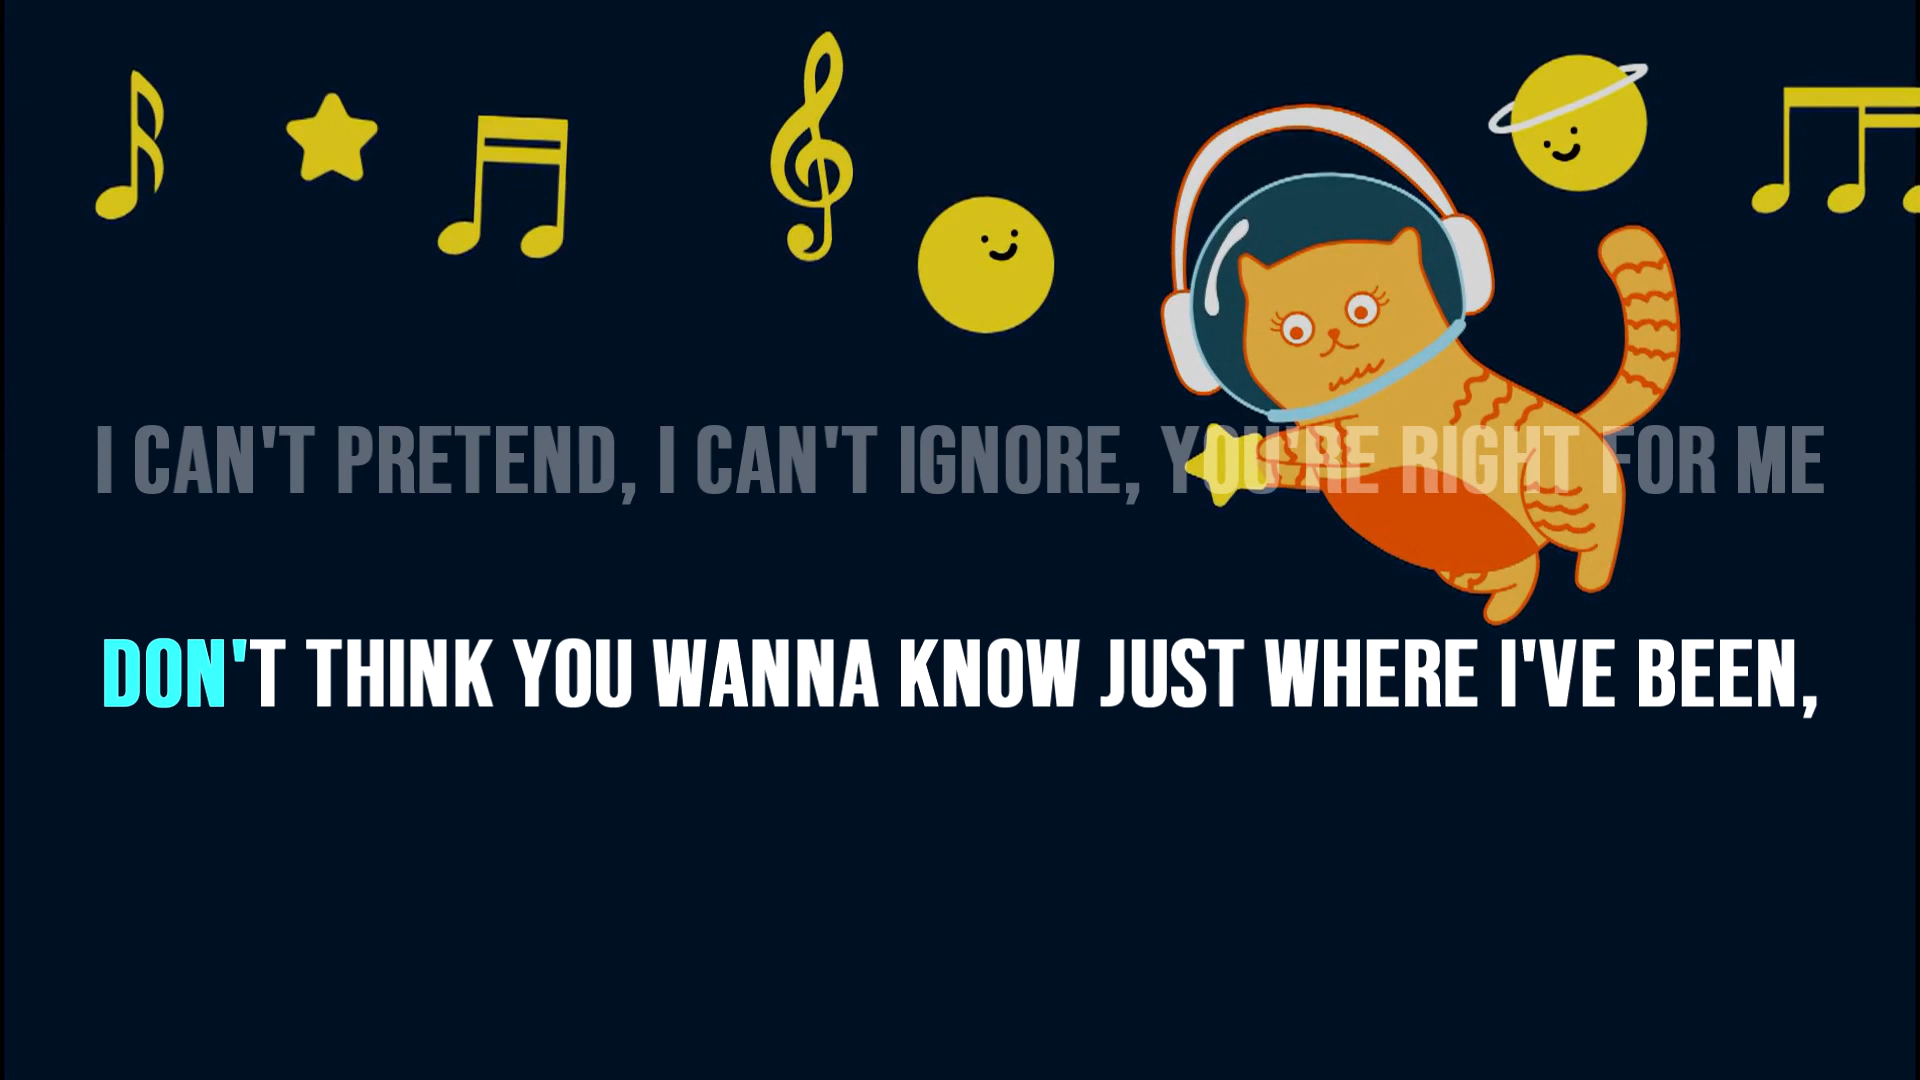 I CAN'T PRETEND, I CAN'T IGNORE, YOU'RE RIGHT FOR ME
DON'T THINK YOU WANNA KNOW JUST WHERE I'VE BEEN,